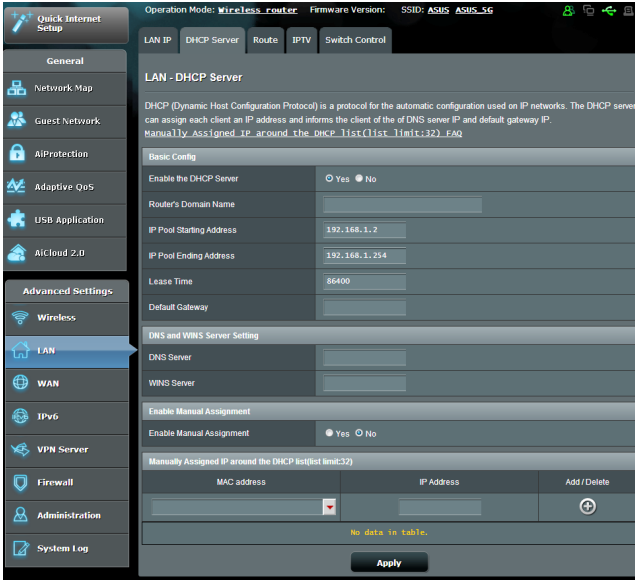 Quick Internet
Setup
Operation Mode: Wireless router Firmware Version: SSID: ASUS ASUS_5G
LAN IP DHCP Server Route IPTV Switch Control
General
Network Map
Guest Network
AiProtection
Adaptive QoS
USB Application
AiCloud 2.0
Advanced Settings
Wireless
LAN
WAN
IPv6
VPN Server
Firewall
Administration
System Log
LAN - DHCP Server
DHCP (Dynamic Host Configuration Protocol) is a protocol for the automatic configuration used on IP networks. The DHCP server
can assign each client an IP address and informs the client of the of DNS server IP and default gateway IP.
Manually Assigned IP around the DHCP list(list limit:32) FAQ
Basic Config
Enable the DHCP Server Yes No
Router's Domain Name
IP Pool Starting Address 192.168.1.2
IP Pool Ending Address 192.168.1.254
Lease Time 86400
Default Gateway
DNS and WINS Server Setting
DNS Server
WINS Server
Enable Manual Assignment
Enable Manual Assignment Yes No
Manually Assigned IP around the DHCP list(list limit:32)
MAC address IP Address Add / Delete
No data in table.
Apply